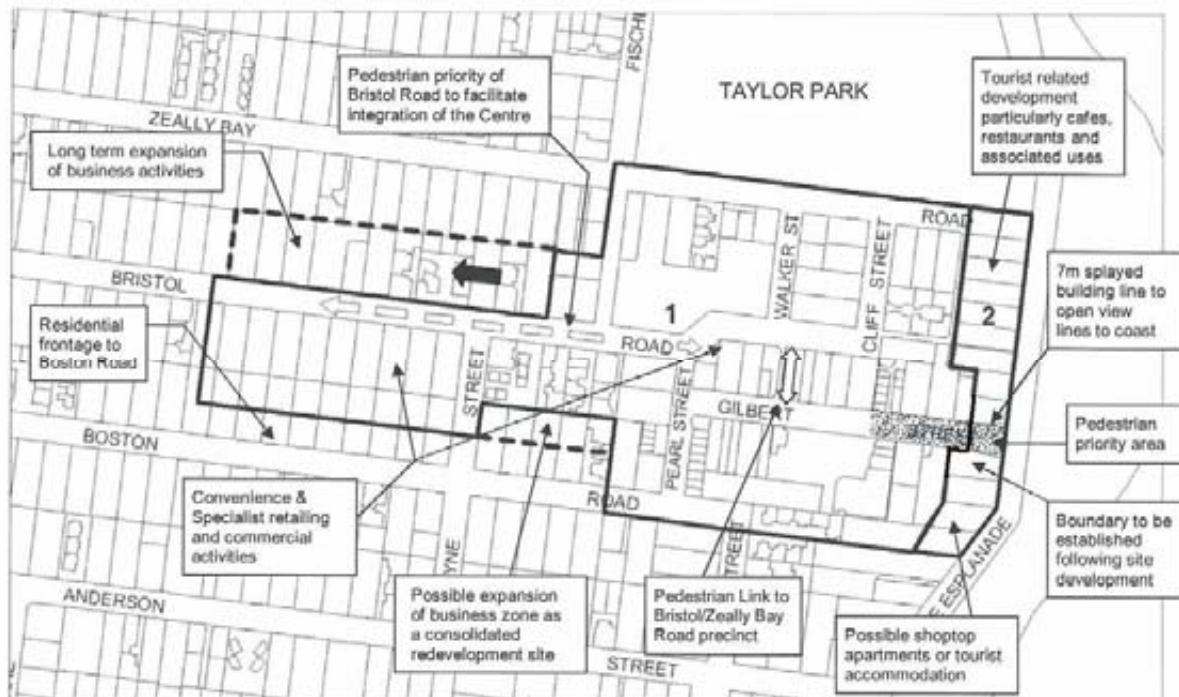 FISCH
Pedestrian priority of
Bristol Road to facilitate
integration of the Centre
TAYLOR PARK
Tourist related
development
particularly cafes,
restaurants and
associated uses
ZEALLY BAY
Long term expansion
of business activities
ROAD
WALKER ST
CLIFF STREET
BRISTOL
1
2
7m splayed
building line to
open view
lines to coast
Residential
frontage to
Boston Road
ROAD
STREET
GILBERT
PEARL STREET
Pedestrian
priority area
BOSTON
ROAD
Convenience &
Specialist retailing
and commercial
activities
YNE
STREET
Boundary to be
established
following site
development
E ESPLANADE
ANDERSON
Possible expansion
of business zone as
a consolidated
redevelopment site
Pedestrian Link to
Bristol/Zeally Bay
Road precinct
Possible shoptop
apartments or tourist
accommodation
STREET